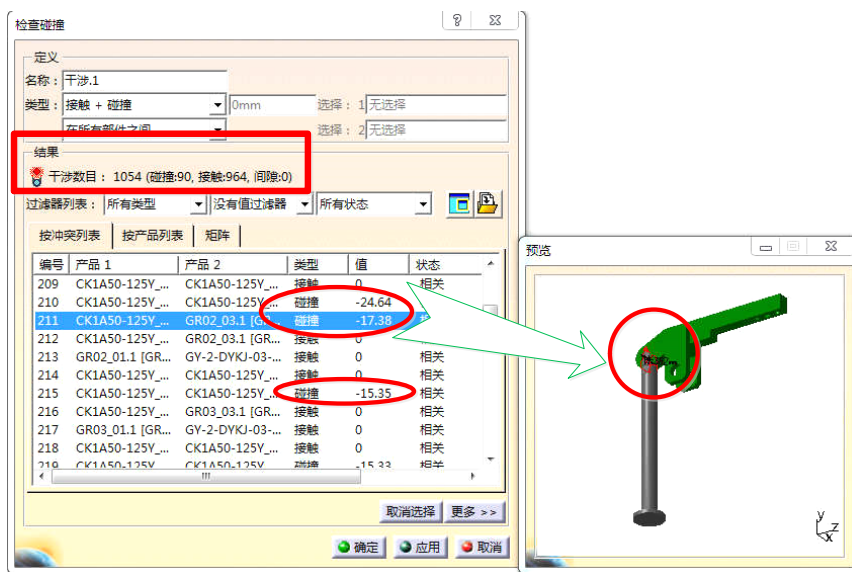 检查碰撞
定义
名称: 干涉.1
类型: 接触 + 碰撞 0mm 选择: 1 无选择
在所有部件之间 选择: 2 无选择
结果
干涉数目: 1054 (碰撞:90, 接触:964, 间隙:0)
过滤器列表: 所有类型 没有值过滤器 所有状态
按冲突列表 按产品列表 矩阵
编号 产品 1 产品 2 类型 值 状态
209 CK1A50-125Y_... CK1A50-125Y_... 接触 0 相关
210 CK1A50-125Y_... CK1A50-125Y_... 碰撞 -24.64
211 CK1A50-125Y_... GR02_03.1 [GR... 碰撞 -17.38
212 CK1A50-125Y_... GR02_03.1 [GR... 接触 0
213 GR02_01.1 [GR... GY-2-DYKJ-03-... 接触 0 相关
214 CK1A50-125Y_... CK1A50-125Y_... 接触 0 相关
215 CK1A50-125Y_... CK1A50-125Y_... 碰撞 -15.35 相关
216 CK1A50-125Y_... GR03_03.1 [GR... 接触 0 相关
217 GR03_01.1 [GR... GY-2-DYKJ-03-... 接触 0 相关
218 CK1A50-125Y_... CK1A50-125Y_... 接触 0 相关
219 CK1A50-125Y CK1A50-125Y 碰撞 -15.33 相关
取消选择 更多 >>
确定 应用 取消
预览
y
z
x